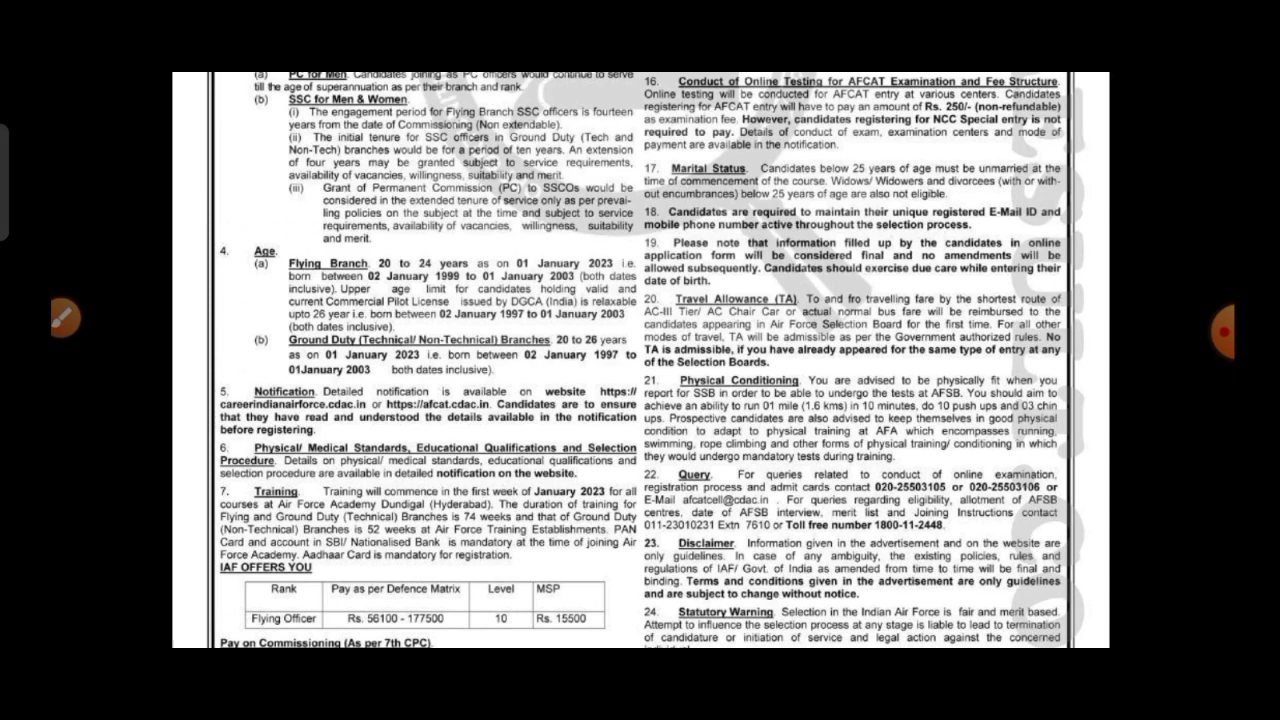 (a) PC for Men. Candidates joining as PC officers would continue to serve
till the age of superannuation as per their branch and rank.
(b) SSC for Men & Women.
(i) The engagement period for Flying Branch SSC officers is fourteen
years from the date of Commissioning (Non extendable).
(ii) The initial tenure for SSC officers in Ground Duty (Tech and
Non-Tech) branches would be for a period of ten years. An extension
of four years may be granted subject to service requirements,
availability of vacancies, willingness, suitability and merit.
(iii) Grant of Permanent Commission (PC) to SSCOs would be
considered in the extended tenure of service only as per prevai-
ling policies on the subject at the time and subject to service
requirements, availability of vacancies, willingness, suitability
and merit.
4. Age.
(a) Flying Branch. 20 to 24 years as on 01 January 2023 i.e.
born between 02 January 1999 to 01 January 2003 (both dates
inclusive). Upper age limit for candidates holding valid and
current Commercial Pilot License issued by DGCA (India) is relaxable
upto 26 year i.e. born between 02 January 1997 to 01 January 2003
(both dates inclusive).
(b) Ground Duty (Technical/ Non-Technical) Branches. 20 to 26 years
as on 01 January 2023 i.e. born between 02 January 1997 to
01January 2003 both dates inclusive).
5. Notification. Detailed notification is available on website https://
careerindianairforce.cdac.in or https://afcat.cdac.in. Candidates are to ensure
that they have read and understood the details available in the notification
before registering.
6. Physical/ Medical Standards, Educational Qualifications and Selection
Procedure. Details on physical/ medical standards, educational qualifications and
selection procedure are available in detailed notification on the website.
7. Training. Training will commence in the first week of January 2023 for all
courses at Air Force Academy Dundigal (Hyderabad). The duration of training for
Flying and Ground Duty (Technical) Branches is 74 weeks and that of Ground Duty
(Non-Technical) Branches is 52 weeks at Air Force Training Establishments. PAN
Card and account in SBI/ Nationalised Bank is mandatory at the time of joining Air
Force Academy. Aadhaar Card is mandatory for registration.
IAF OFFERS YOU
Rank Pay as per Defence Matrix Level MSP
Flying Officer Rs. 56100 - 177500 10 Rs. 15500
Pay on Commissioning (As per 7th CPC)
16. Conduct of Online Testing for AFCAT Examination and Fee Structure.
Online testing will be conducted for AFCAT entry at various centers. Candidates
registering for AFCAT entry will have to pay an amount of Rs. 250/- (non-refundable)
as examination fee. However, candidates registering for NCC Special entry is not
required to pay. Details of conduct of exam, examination centers and mode of
payment are available in the notification.
17. Marital Status. Candidates below 25 years of age must be unmarried at the
time of commencement of the course. Widows/ Widowers and divorcees (with or with-
out encumbrances) below 25 years of age are also not eligible.
18. Candidates are required to maintain their unique registered E-Mail ID and
mobile phone number active throughout the selection process.
19. Please note that information filled up by the candidates in online
application form will be considered final and no amendments will be
allowed subsequently. Candidates should exercise due care while entering their
date of birth.
20. Travel Allowance (TA). To and fro travelling fare by the shortest route of
AC-III Tier/ AC Chair Car or actual normal bus fare will be reimbursed to the
candidates appearing in Air Force Selection Board for the first time. For all other
modes of travel, TA will be admissible as per the Government authorized rules. No
TA is admissible, if you have already appeared for the same type of entry at any
of the Selection Boards.
21. Physical Conditioning. You are advised to be physically fit when you
report for SSB in order to be able to undergo the tests at AFSB. You should aim to
achieve an ability to run 01 mile (1.6 kms) in 10 minutes, do 10 push ups and 03 chin
ups. Prospective candidates are also advised to keep themselves in good physical
condition to adapt to physical training at AFA which encompasses running,
swimming, rope climbing and other forms of physical training/ conditioning in which
they would undergo mandatory tests during training.
22. Query. For queries related to conduct of online examination,
registration process and admit cards contact 020-25503105 or 020-25503106 or
E-Mail afcatcell@cdac.in . For queries regarding eligibility, allotment of AFSB
centres, date of AFSB interview, merit list and Joining Instructions contact
011-23010231 Extn 7610 or Toll free number 1800-11-2448.
23. Disclaimer. Information given in the advertisement and on the website are
only guidelines. In case of any ambiguity, the existing policies, rules and
regulations of IAF/ Govt. of India as amended from time to time will be final and
binding. Terms and conditions given in the advertisement are only guidelines
and are subject to change without notice.
24. Statutory Warning. Selection in the Indian Air Force is fair and merit based.
Attempt to influence the selection process at any stage is liable to lead to termination
of candidature or initiation of service and legal action against the concerned